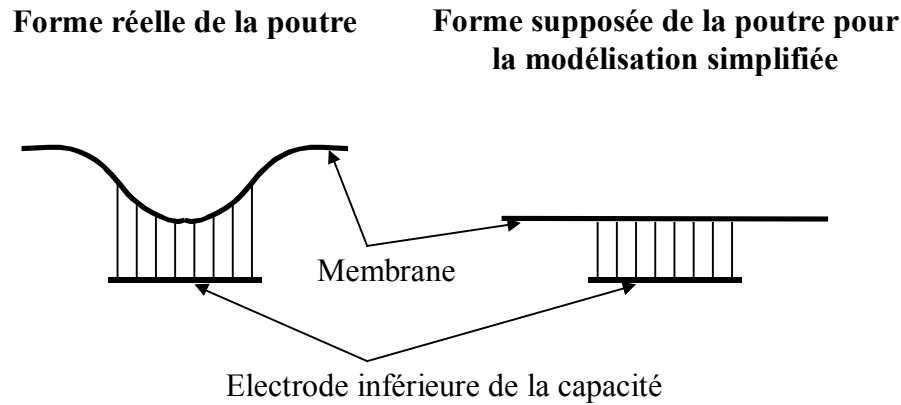 Forme réelle de la poutre
Forme supposée de la poutre pour
la modélisation simplifiée
Membrane
Electrode inférieure de la capacité